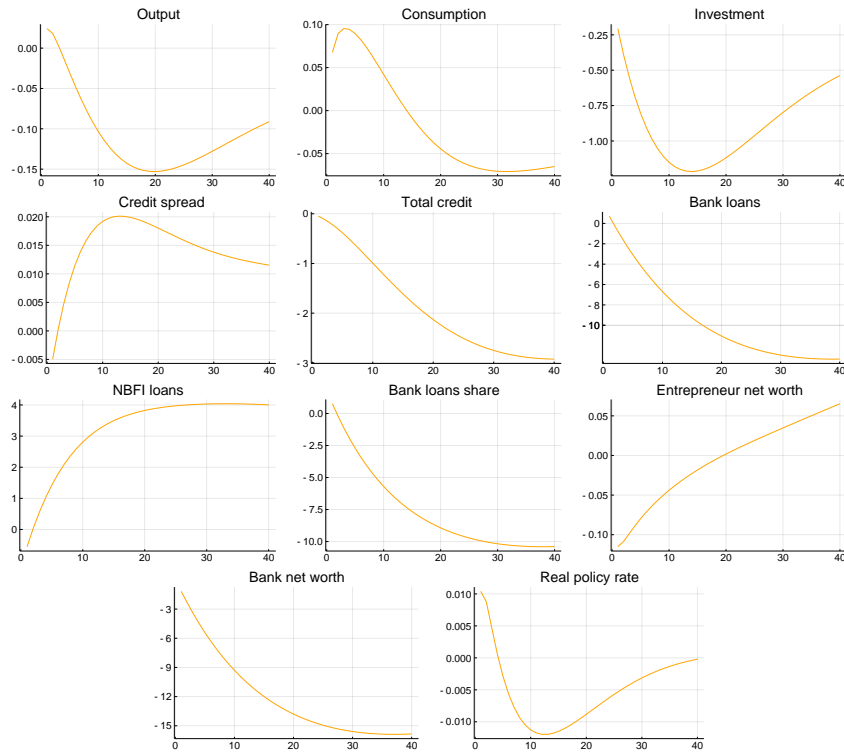 Output
0.00
- 0.05
- 0.10
- 0.15
0 10 20 30 40
Consumption
0.10
0.05
0.00
0.05
0 10 20 30 40
Investment
- 0.25
- 0.50
- 0.75
- 1.00
0 10 20 30 40
Credit spread
0.020
0.015
0.010
0.005
0.000
- 0.005
0 10 20 30 40
Total credit
0
- 1
- 2
- 3
0 10 20 30 40
Bank loans
0
- 2
- 4
- 6
- 8
- 10
0 10 20 30 40
NBFI loans
4
3
2
1
0
0 10 20 30 40
Bank loans share
0.0
- 2.5
- 5.0
- 7.5
- 10.0
0 10 20 30 40
Entrepreneur net worth
0.05
0.00
- 0.05
- 0.10
0 10 20 30 40
Bank net worth
- 3
- 6
- 9
- 12
- 15
0 10 20 30 40
Real policy rate
0.010
0.005
0.000
- 0.005
- 0.010
0 10 20 30 40